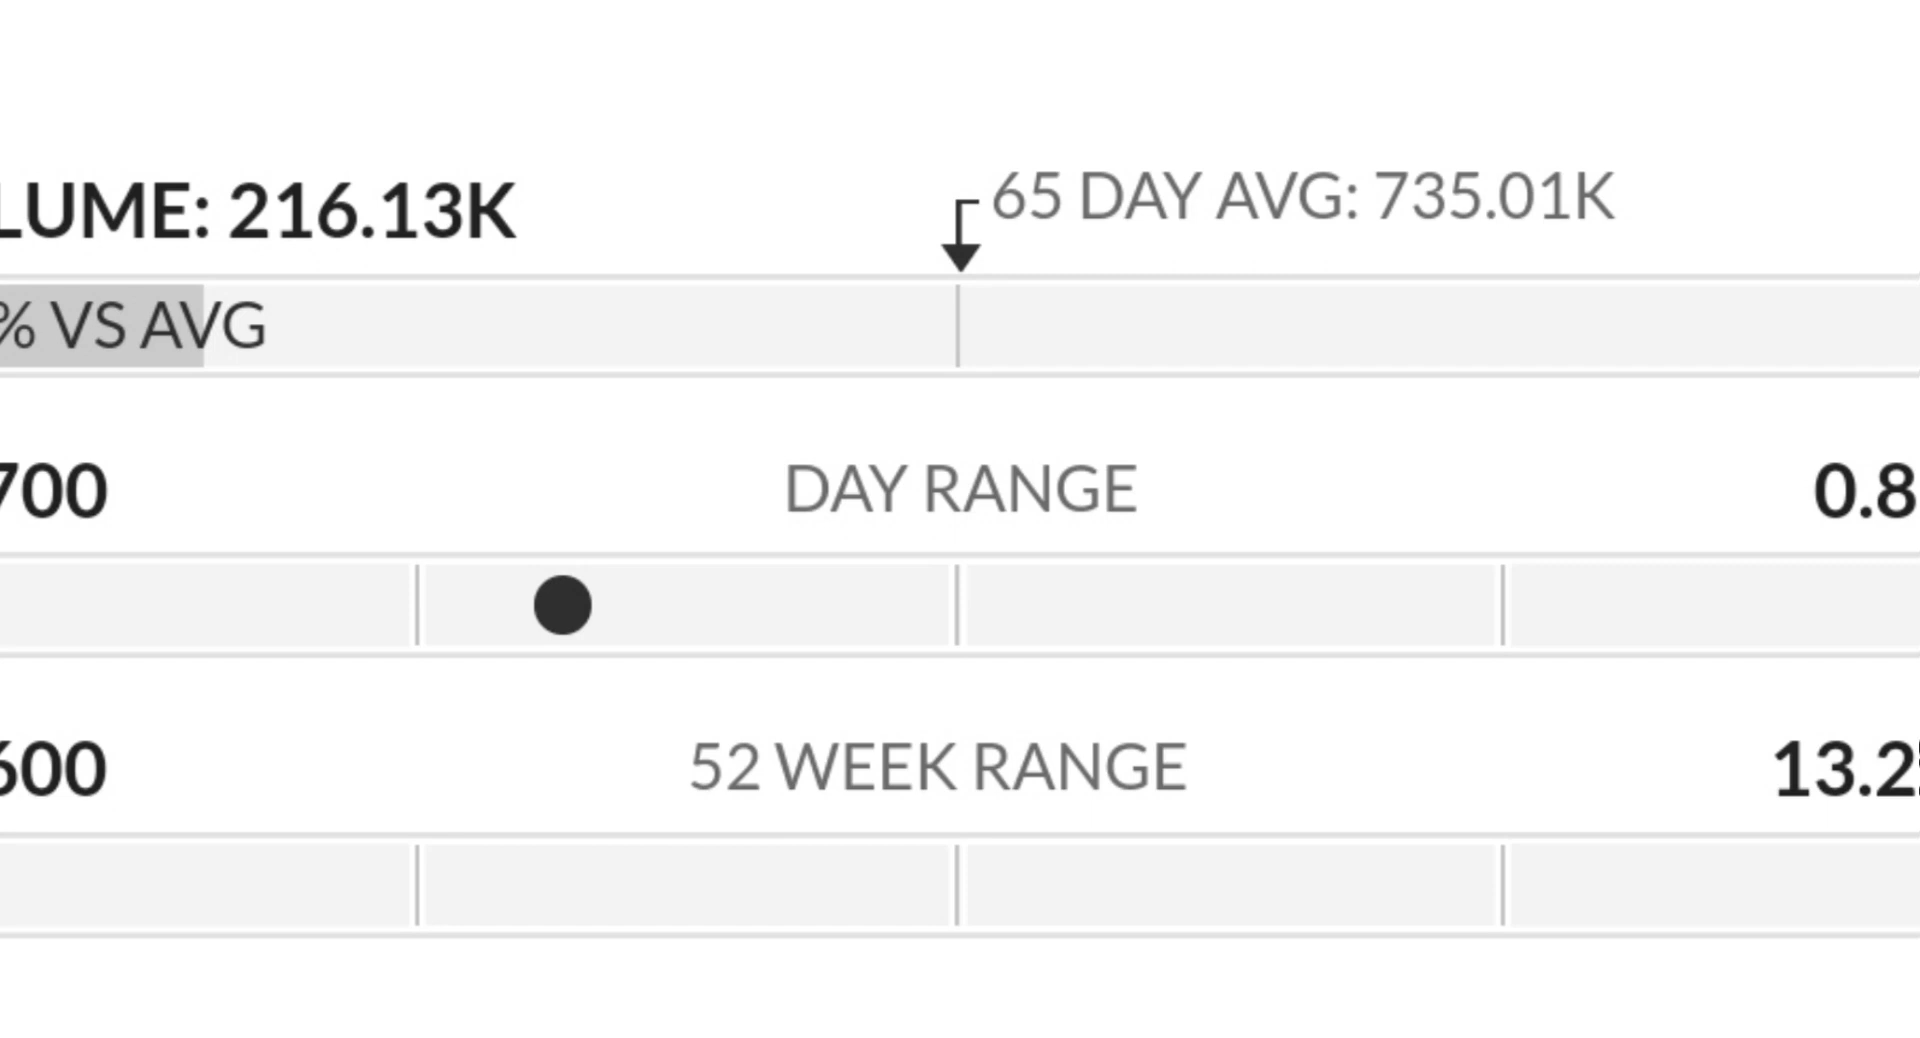 LUME: 216.13K
65 DAY AVG: 735.01K
% VS AVG
700 DAY RANGE 0.8
600 52 WEEK RANGE 13.2